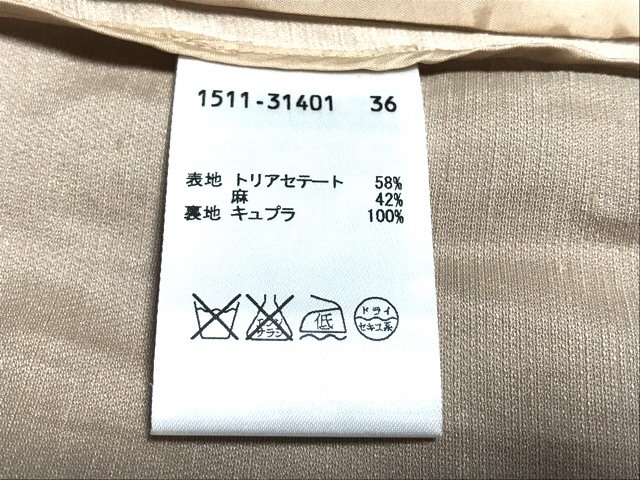 1511-31401 36
表地 トリアセテート 58%
麻 42%
裏地 キュプラ 100%
エンソ サラシ
低
ドライ
セキユ系